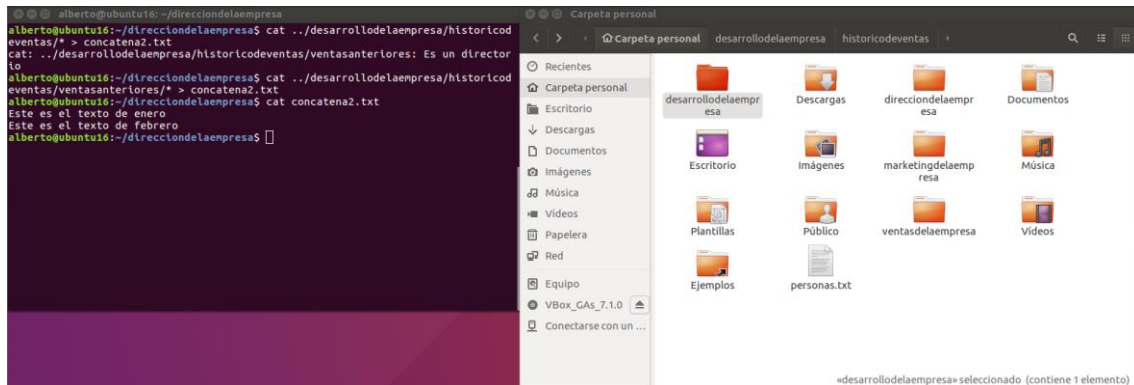 alberto@ubuntu16: ~/direcciondelaempresa
alberto@ubuntu16:~/direcciondelaempresa$ cat ../desarrollodelaempresa/historicod
eventas/* > concatena2.txt
cat: ../desarrollodelaempresa/historicodeventas/ventasanteriores: Es un director
io
alberto@ubuntu16:~/direcciondelaempresa$ cat ../desarrollodelaempresa/historicod
eventas/ventasanteriores/* > concatena2.txt
alberto@ubuntu16:~/direcciondelaempresa$ cat concatena2.txt
Este es el texto de enero
Este es el texto de febrero
alberto@ubuntu16:~/direcciondelaempresa$
Carpeta personal
Carpeta personal desarrollodelaempresa historicodeventas
Recientes
Carpeta personal
Escritorio
Descargas
Documentos
Imágenes
Música
Vídeos
Papelera
Red
Equipo
VBox_GAs_7.1.0
Conectarse con un ...
desarrollodelaempr
esa
Descargas
direcciondelaempr
esa
Documentos
Escritorio
Imágenes
marketingdelaemp
resa
Música
Plantillas
Público
ventasdelaempresa
Vídeos
Ejemplos
personas.txt
«desarrollodelaempresa» seleccionado (contiene 1 elemento)